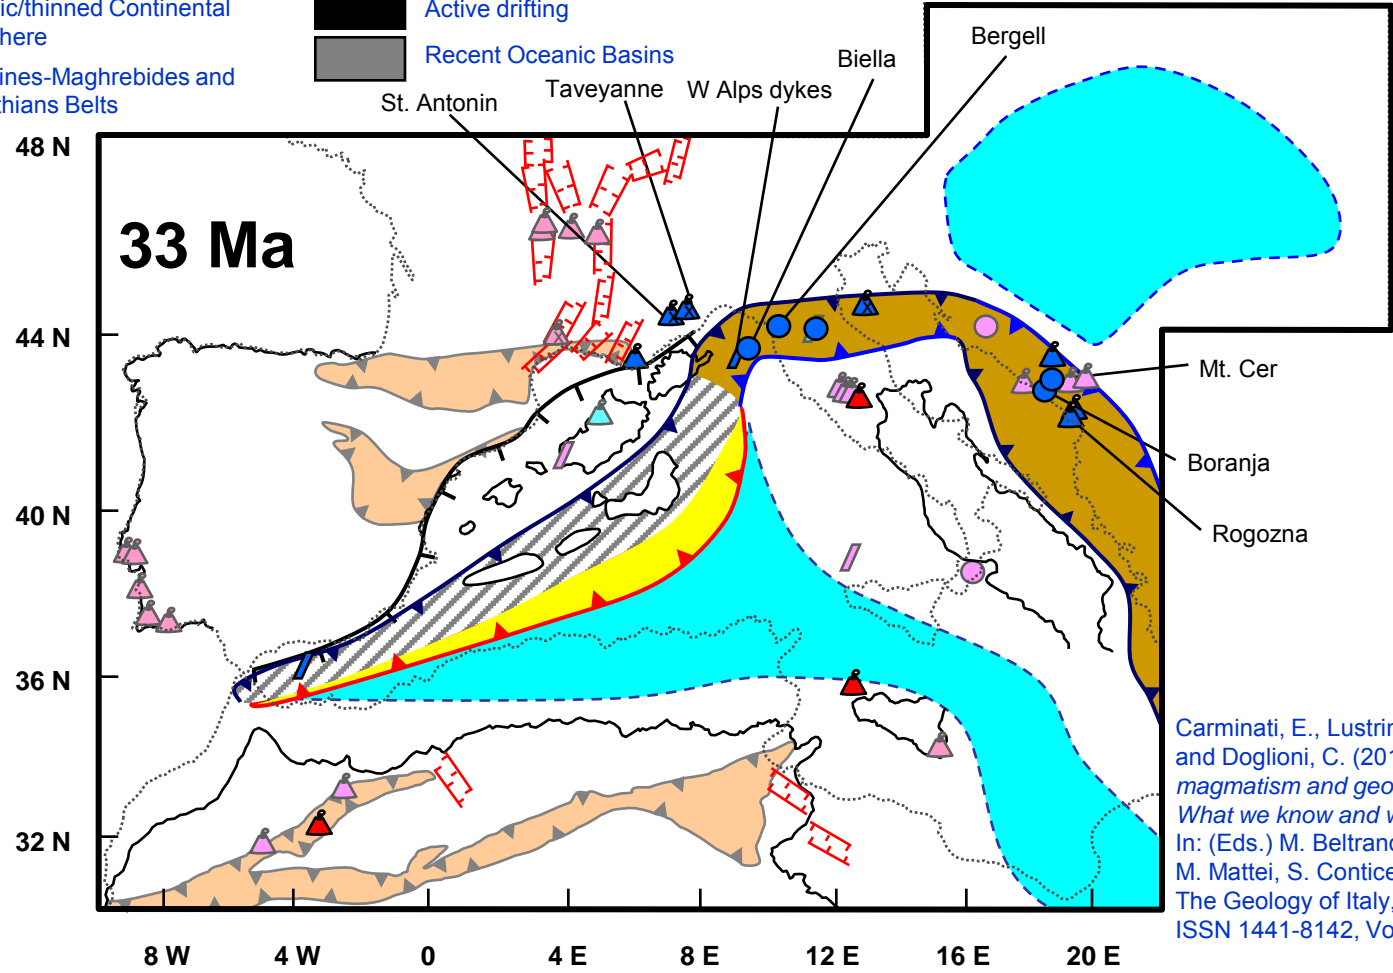 ic/thinned Continental
here
ines-Maghrebides and
thians Belts
Active drifting
Recent Oceanic Basins
St. Antonin
Taveyanne
W Alps dykes
Biella
Bergell
48 N
33 Ma
44 N
Mt. Cer
Boranja
40 N
Rogozna
36 N
32 N
Carminati, E., Lustrin
and Doglioni, C. (201
magmatism and geo
What we know and w
In: (Eds.) M. Beltrand
M. Mattei, S. Contice
The Geology of Italy,
ISSN 1441-8142, Vo
8 W
4 W
0
4 E
8 E
12 E
16 E
20 E